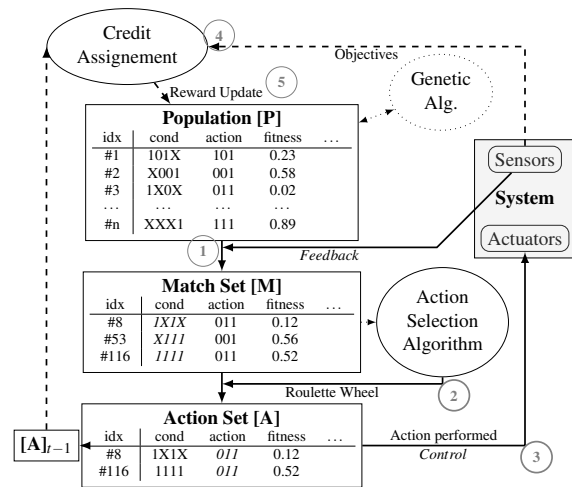 Credit
Assignement
4
Objectives
Reward Update
5
Genetic
Alg.
Population [P]
idx cond action fitness ...
#1 101X 101 0.23
#2 X001 001 0.58
#3 1X0X 011 0.02
... ... ... ...
#n XXX1 111 0.89
Sensors
System
Actuators
1
Feedback
Match Set [M]
idx cond action fitness ...
#8 1X1X 011 0.12
#53 X111 001 0.56
#116 1111 011 0.52
Action
Selection
Algorithm
Roulette Wheel
2
Action Set [A]
idx cond action fitness ...
#8 1X1X 011 0.12
#116 1111 011 0.52
[A]t−1
Action performed
Control
3